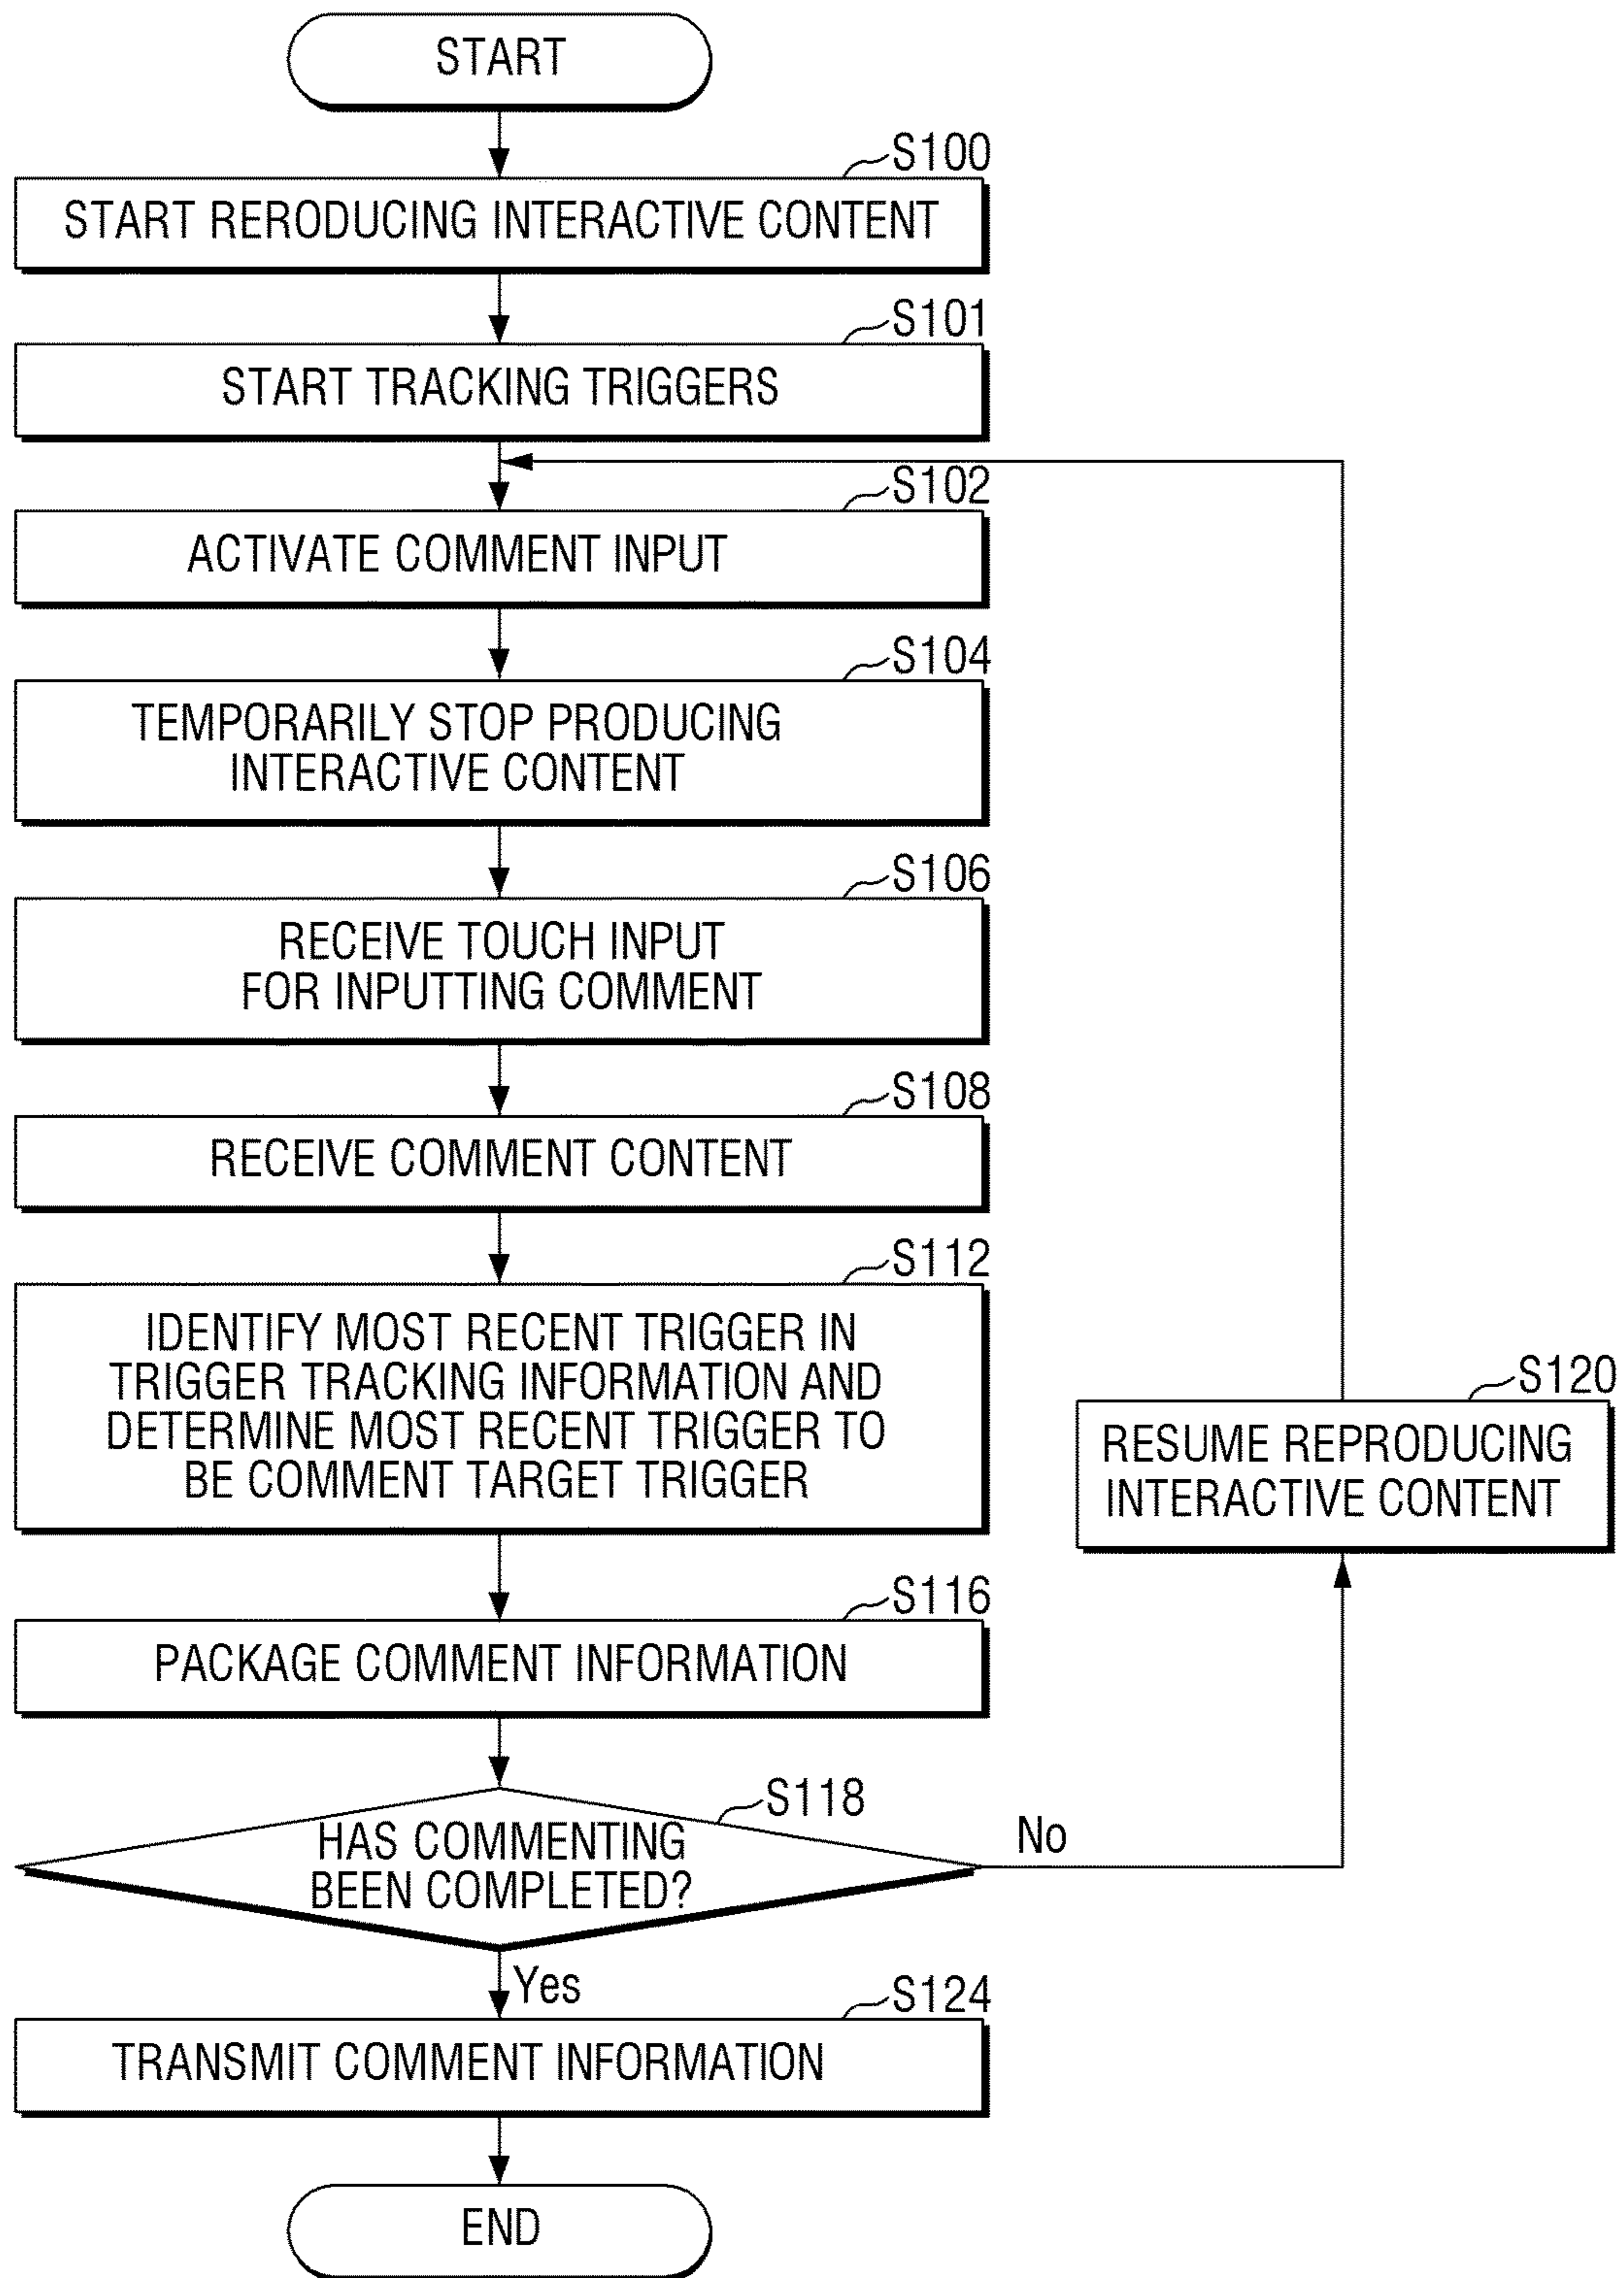 START
S100
START RERODUCING INTERACTIVE CONTENT
S101
START TRACKING TRIGGERS
S102
ACTIVATE COMMENT INPUT
S104
TEMPORARILY STOP PRODUCING
INTERACTIVE CONTENT
S106
RECEIVE TOUCH INPUT
FOR INPUTTING COMMENT
S108
RECEIVE COMMENT CONTENT
S112
IDENTIFY MOST RECENT TRIGGER IN
TRIGGER TRACKING INFORMATION AND
DETERMINE MOST RECENT TRIGGER TO
BE COMMENT TARGET TRIGGER
S120
RESUME REPRODUCING
INTERACTIVE CONTENT
S116
PACKAGE COMMENT INFORMATION
S118
HAS COMMENTING
BEEN COMPLETED?
No
Yes
S124
TRANSMIT COMMENT INFORMATION
END